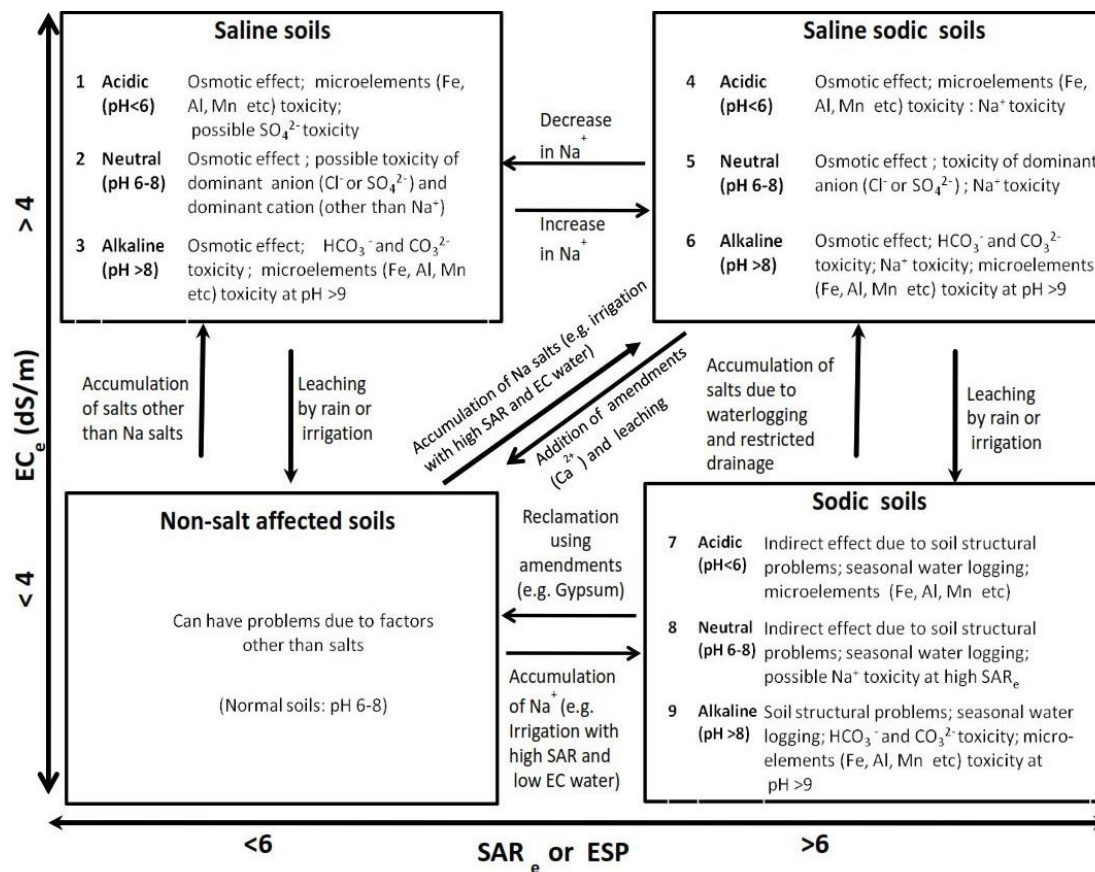 Saline soils
1 Acidic Osmotic effect; microelements (Fe,
(pH<6) Al, Mn etc) toxicity;
possible SO₄²⁻ toxicity
2 Neutral Osmotic effect ; possible toxicity of
(pH 6-8) dominant anion (Cl⁻ or SO₄²⁻) and
dominant cation (other than Na⁺)
3 Alkaline Osmotic effect; HCO₃⁻ and CO₃²⁻
(pH >8) toxicity ; microelements (Fe, Al, Mn
etc) toxicity at pH >9
Decrease
in Na⁺
Increase
in Na⁺
Saline sodic soils
4 Acidic Osmotic effect; microelements (Fe,
(pH<6) Al, Mn etc) toxicity : Na⁺ toxicity
5 Neutral Osmotic effect ; toxicity of dominant
(pH 6-8) anion (Cl⁻ or SO₄²⁻) ; Na⁺ toxicity
6 Alkaline Osmotic effect; HCO₃⁻ and CO₃²⁻
(pH >8) toxicity; Na⁺ toxicity; microelements
(Fe, Al, Mn etc) toxicity at pH >9
Accumulation
of salts other
than Na salts
Leaching
by rain or
irrigation
Accumulation of Na salts (e.g. irrigation
with high SAR and EC water)
Addition of amendments
(Ca²⁺) and leaching
Accumulation of
salts due to
waterlogging
and restricted
drainage
Leaching
by rain or
irrigation
Non-salt affected soils
Can have problems due to factors
other than salts
(Normal soils: pH 6-8)
Reclamation
using
amendments
(e.g. Gypsum)
Accumulation
of Na⁺ (e.g.
Irrigation with
high SAR and
low EC water)
Sodic soils
7 Acidic Indirect effect due to soil structural
(pH<6) problems; seasonal water logging;
microelements (Fe, Al, Mn etc)
8 Neutral Indirect effect due to soil structural
(pH 6-8) problems; seasonal water logging;
possible Na⁺ toxicity at high SARₑ
9 Alkaline Soil structural problems; seasonal water
(pH >8) logging; HCO₃⁻ and CO₃²⁻ toxicity; micro-
elements (Fe, Al, Mn etc) toxicity at
pH >9
> 4
ECₑ (dS/m)
< 4
<6
SARₑ or ESP
>6